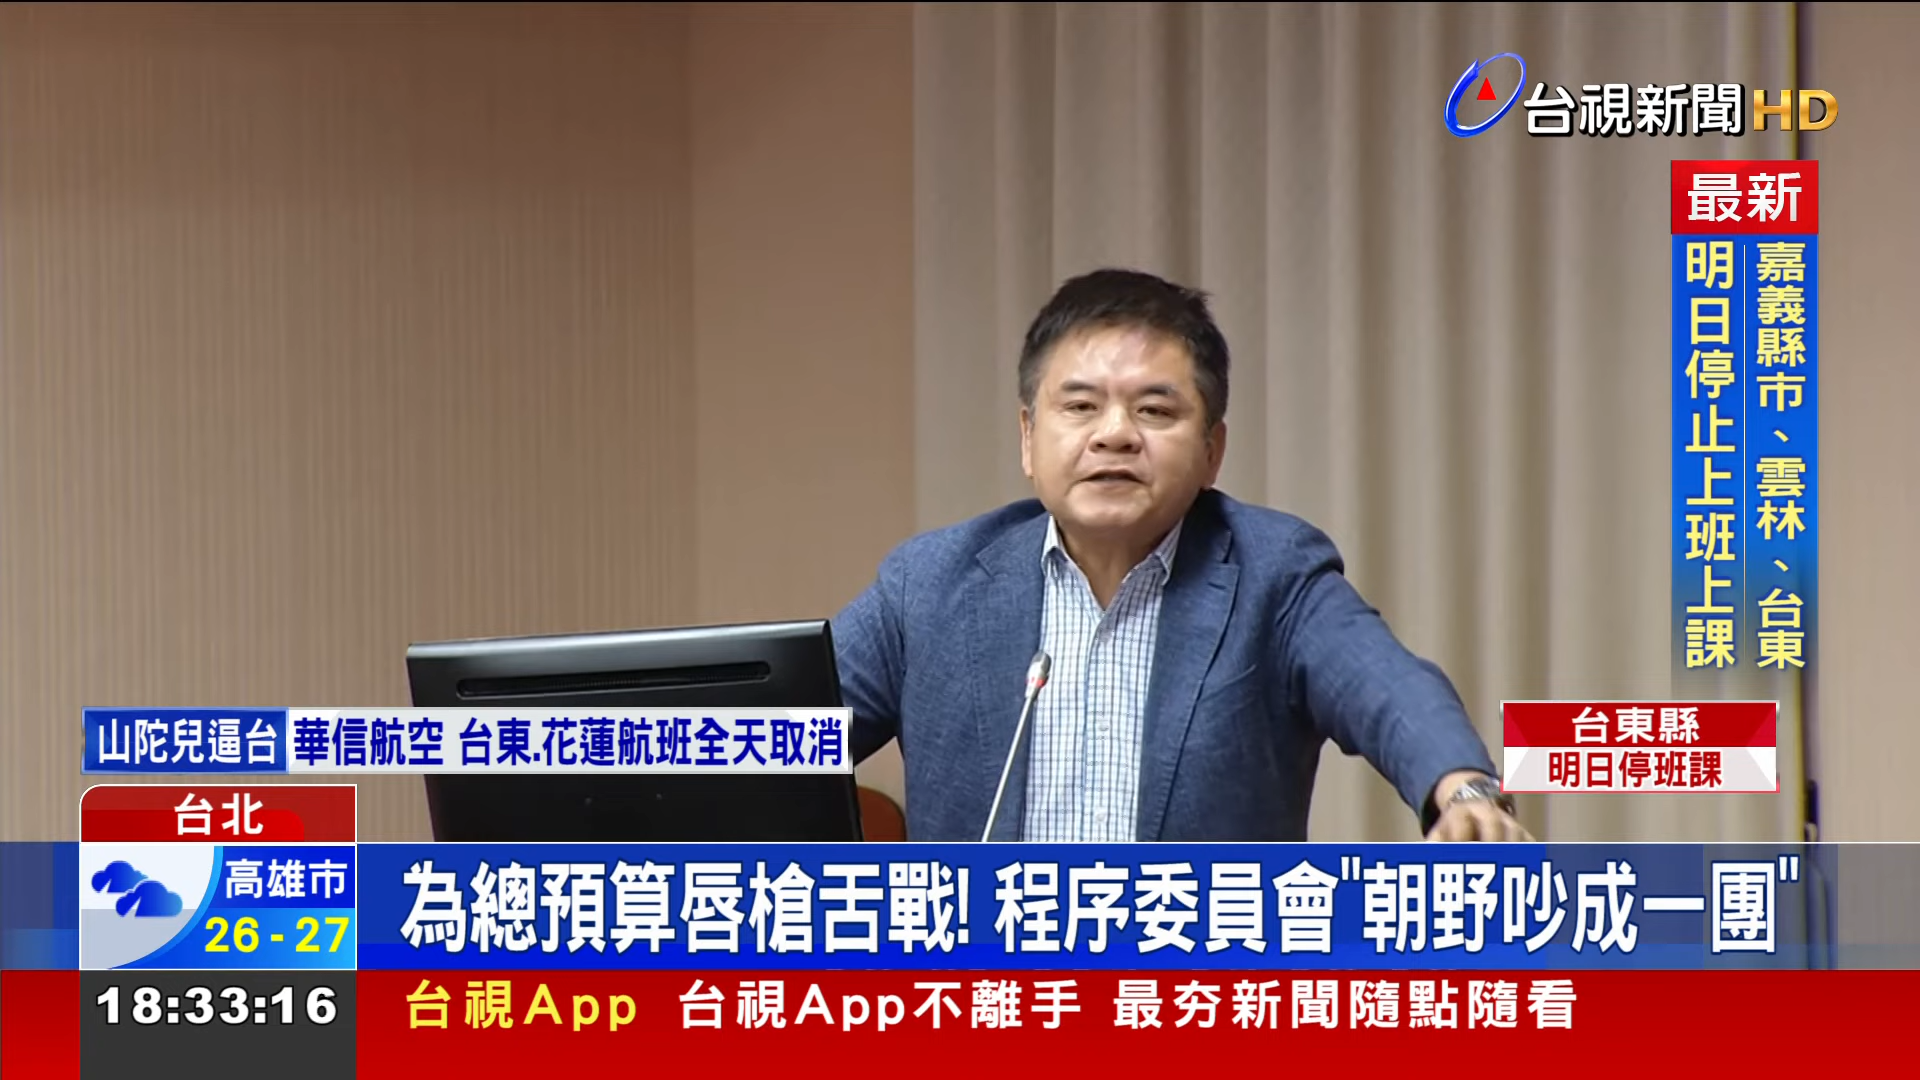 台視新聞HD
最新
嘉義縣市、雲林、台東
明日停止上班上課
台東縣
明日停班課
山陀兒逼台
華信航空 台東.花蓮航班全天取消
台北
高雄市
26-27
為總預算唇槍舌戰! 程序委員會"朝野吵成一團"
18:33:16
台視App 台視App不離手 最夯新聞隨點隨看